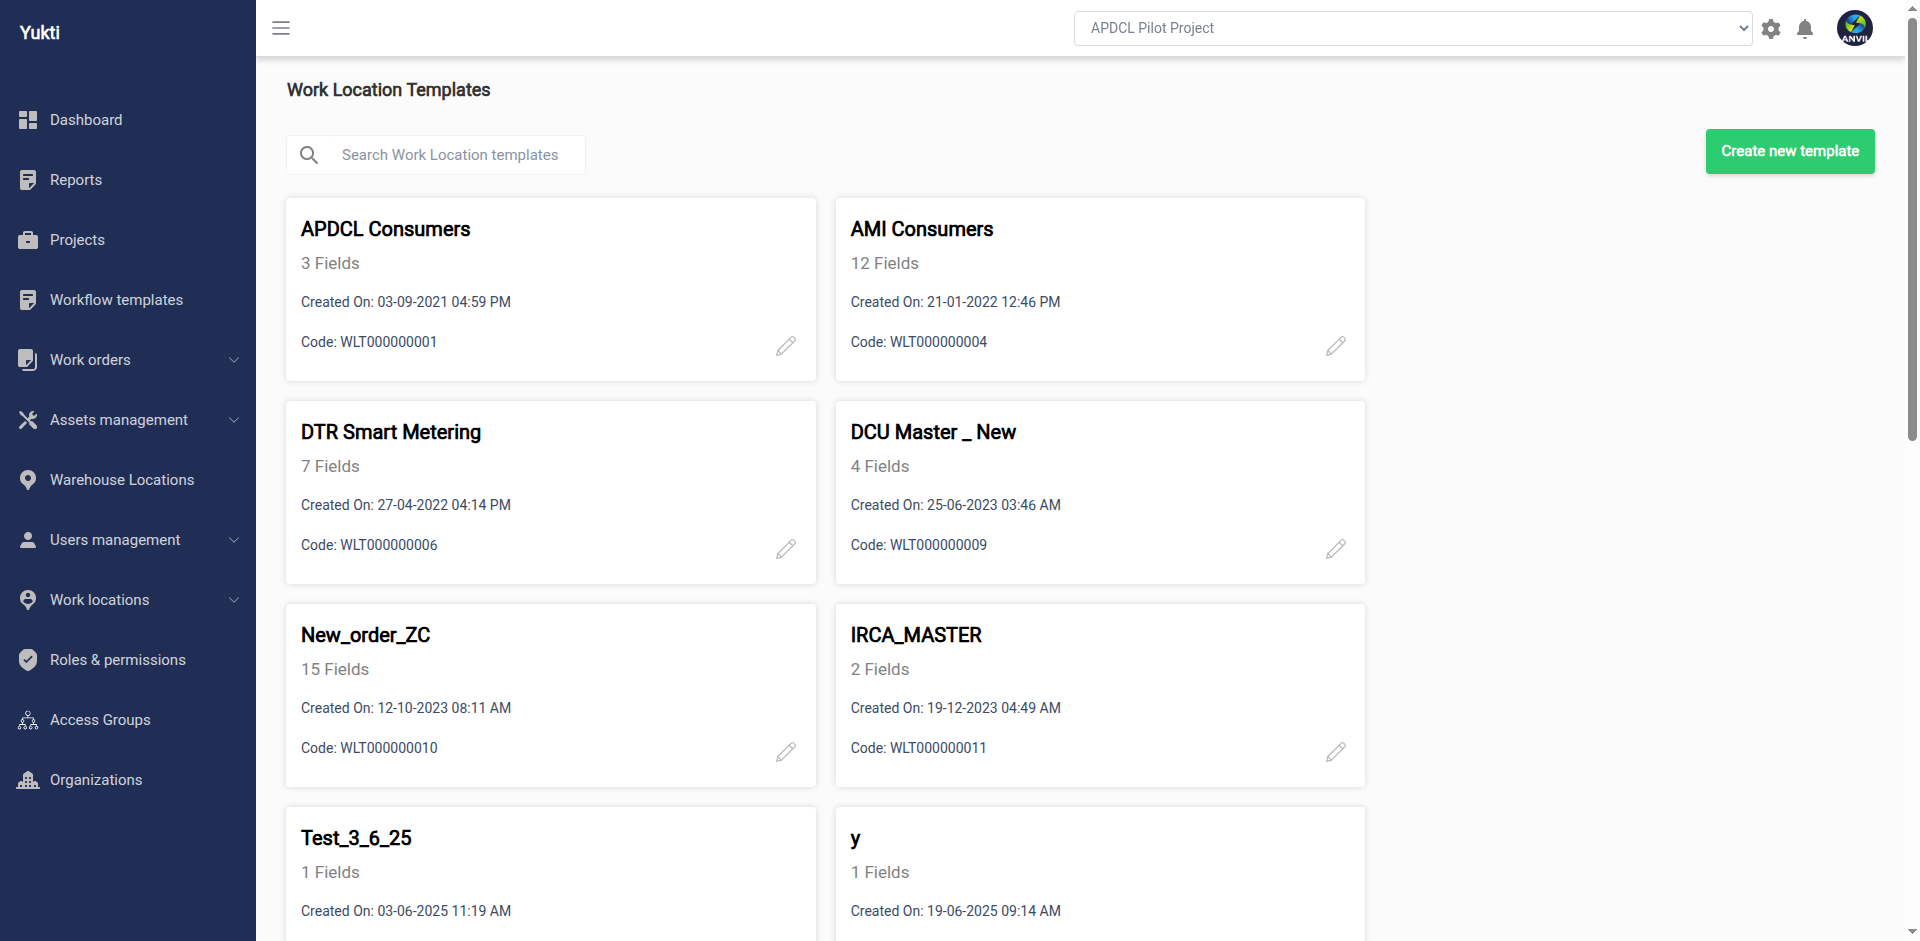 Yukti
APDCL Pilot Project
ANVIL
Dashboard
Reports
Projects
Workflow templates
Work orders
Assets management
Warehouse Locations
Users management
Work locations
Roles & permissions
Access Groups
Organizations
Work Location Templates
Search Work Location templates
Create new template
APDCL Consumers
3 Fields
Created On: 03-09-2021 04:59 PM
Code: WLT000000001
AMI Consumers
12 Fields
Created On: 21-01-2022 12:46 PM
Code: WLT000000004
DTR Smart Metering
7 Fields
Created On: 27-04-2022 04:14 PM
Code: WLT000000006
DCU Master _ New
4 Fields
Created On: 25-06-2023 03:46 AM
Code: WLT000000009
New_order_ZC
15 Fields
Created On: 12-10-2023 08:11 AM
Code: WLT000000010
IRCA_MASTER
2 Fields
Created On: 19-12-2023 04:49 AM
Code: WLT000000011
Test_3_6_25
1 Fields
Created On: 03-06-2025 11:19 AM
y
1 Fields
Created On: 19-06-2025 09:14 AM